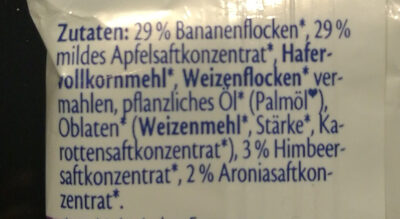 Zutaten: 29 % Bananenflocken*, 29 %
mildes Apfelsaftkonzentrat*, Hafer-
vollkornmehl*, Weizenflocken* ver-
mahlen, pflanzliches Öl* (Palmöl♥),
Oblaten* (Weizenmehl*, Stärke*, Ka-
rottensaftkonzentrat*), 3 % Himbeer-
saftkonzentrat*, 2 % Aroniasaftkon-
zentrat*.